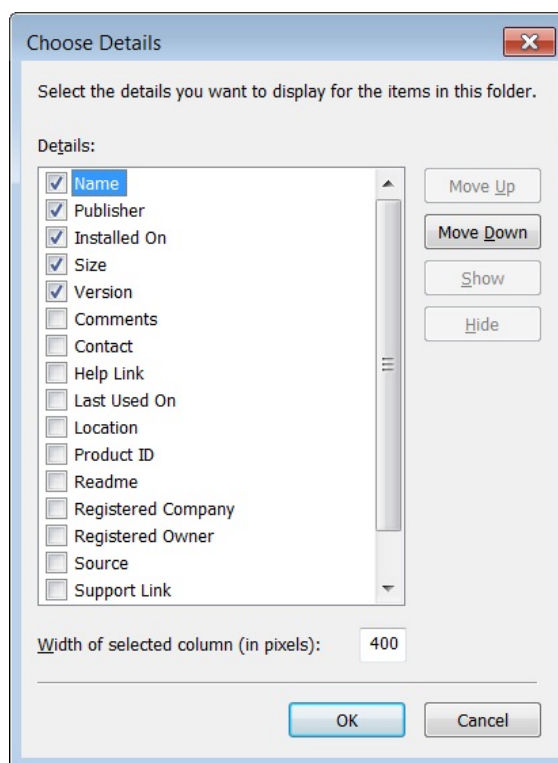 Choose Details
Select the details you want to display for the items in this folder.
Details:
Name
Publisher
Installed On
Size
Version
Comments
Contact
Help Link
Last Used On
Location
Product ID
Readme
Registered Company
Registered Owner
Source
Support Link
Move Up
Move Down
Show
Hide
Width of selected column (in pixels): 400
OK Cancel